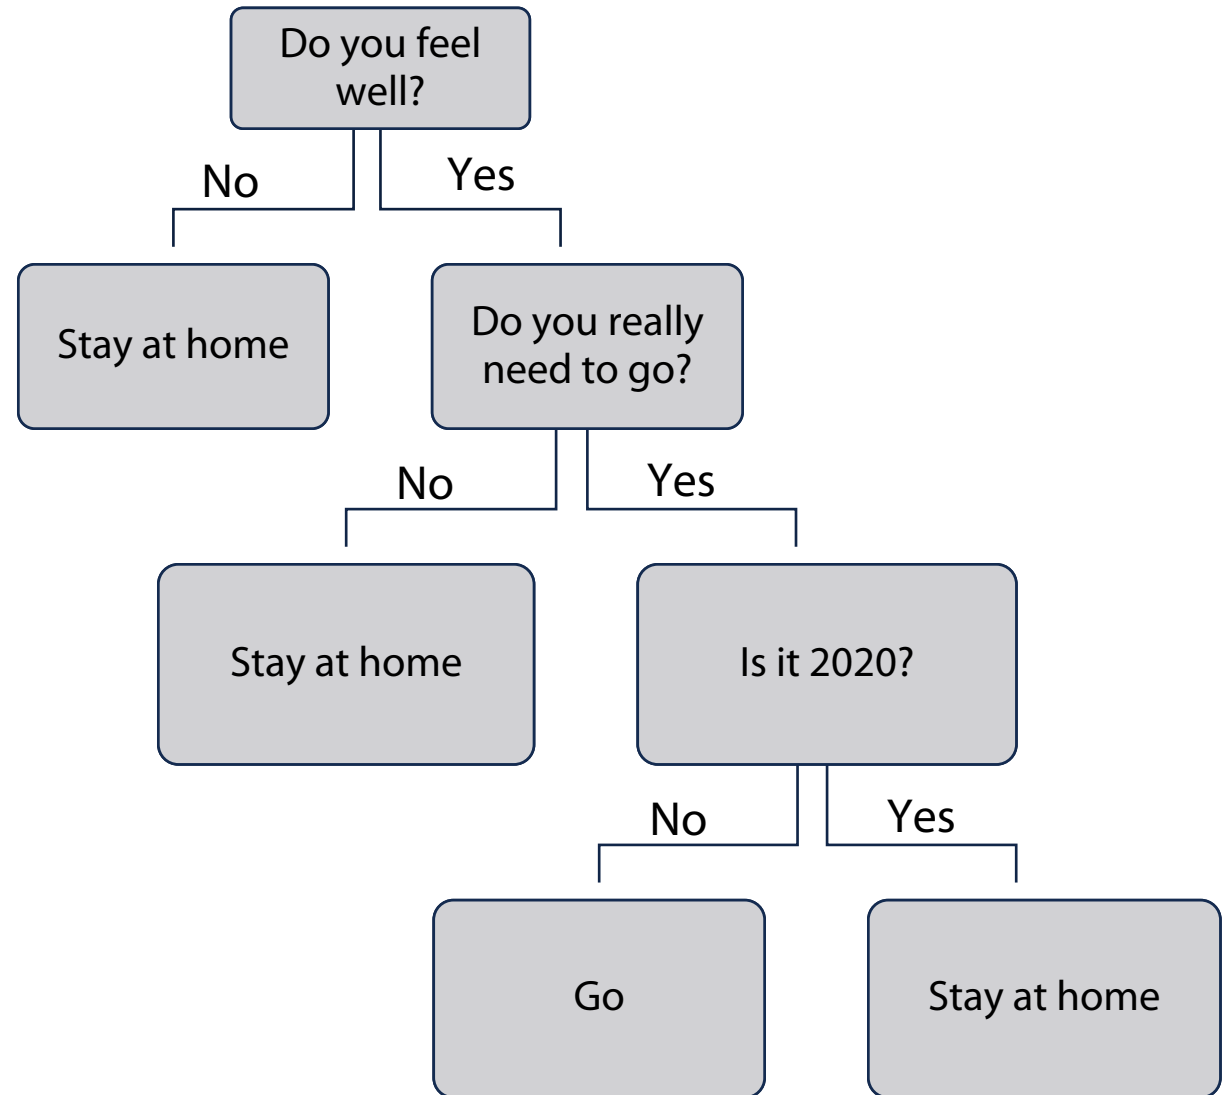 Do you feel
well?
No
Yes
Stay at home
Do you really
need to go?
No
Yes
Stay at home
Is it 2020?
No
Yes
Go
Stay at home